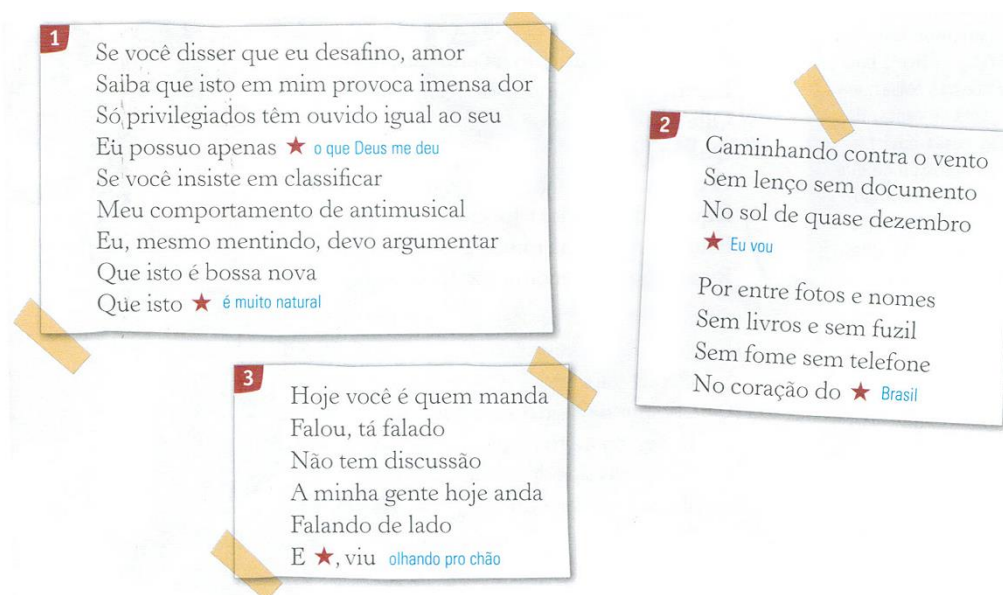 1
Se você disser que eu desafino, amor
Saiba que isto em mim provoca imensa dor
Só privilegiados têm ouvido igual ao seu
Eu possuo apenas ★ o que Deus me deu
Se você insiste em classificar
Meu comportamento de antimusical
Eu, mesmo mentindo, devo argumentar
Que isto é bossa nova
Que isto ★ é muito natural
2
Caminhando contra o vento
Sem lenço sem documento
No sol de quase dezembro
★ Eu vou
Por entre fotos e nomes
Sem livros e sem fuzil
Sem fome sem telefone
No coração do ★ Brasil
3
Hoje você é quem manda
Falou, tá falado
Não tem discussão
A minha gente hoje anda
Falando de lado
E ★, viu olhando pro chão